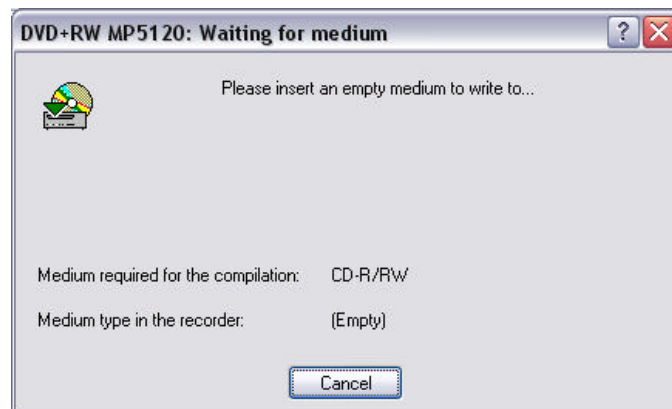 DVD+RW MP5120: Waiting for medium
Please insert an empty medium to write to...
Medium required for the compilation: CD-R/RW
Medium type in the recorder: (Empty)
Cancel